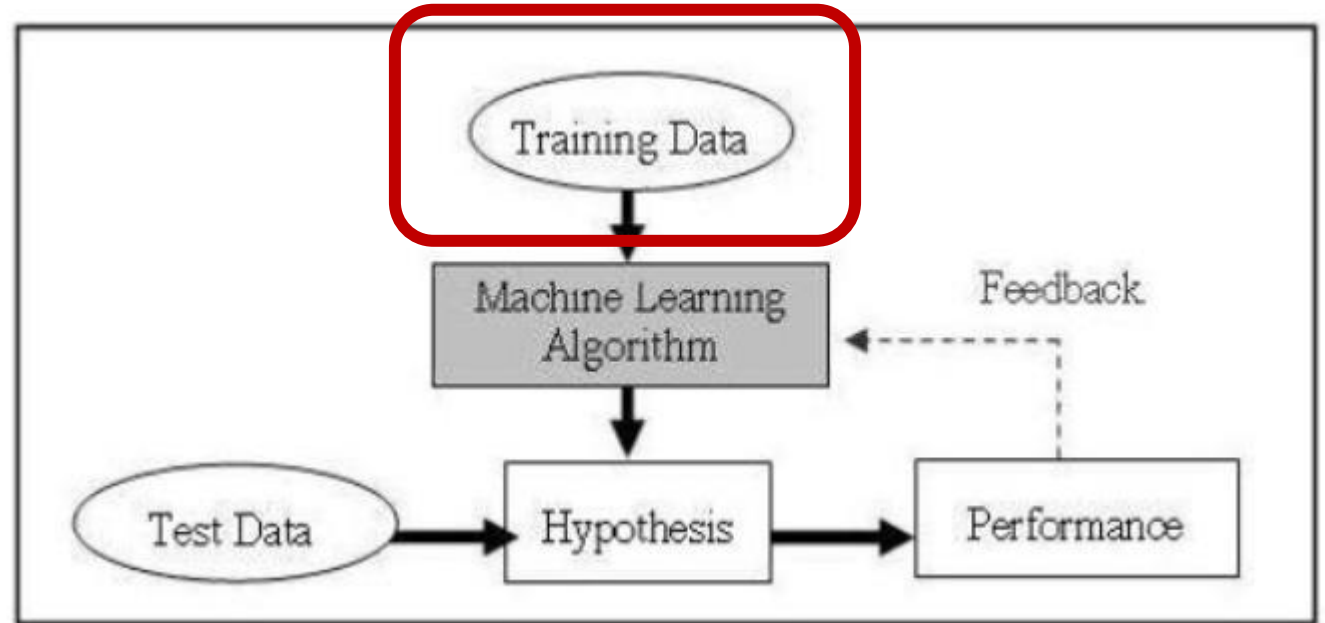 Training Data
Machine Learning
Algorithm
Feedback
Test Data
Hypothesis
Performance